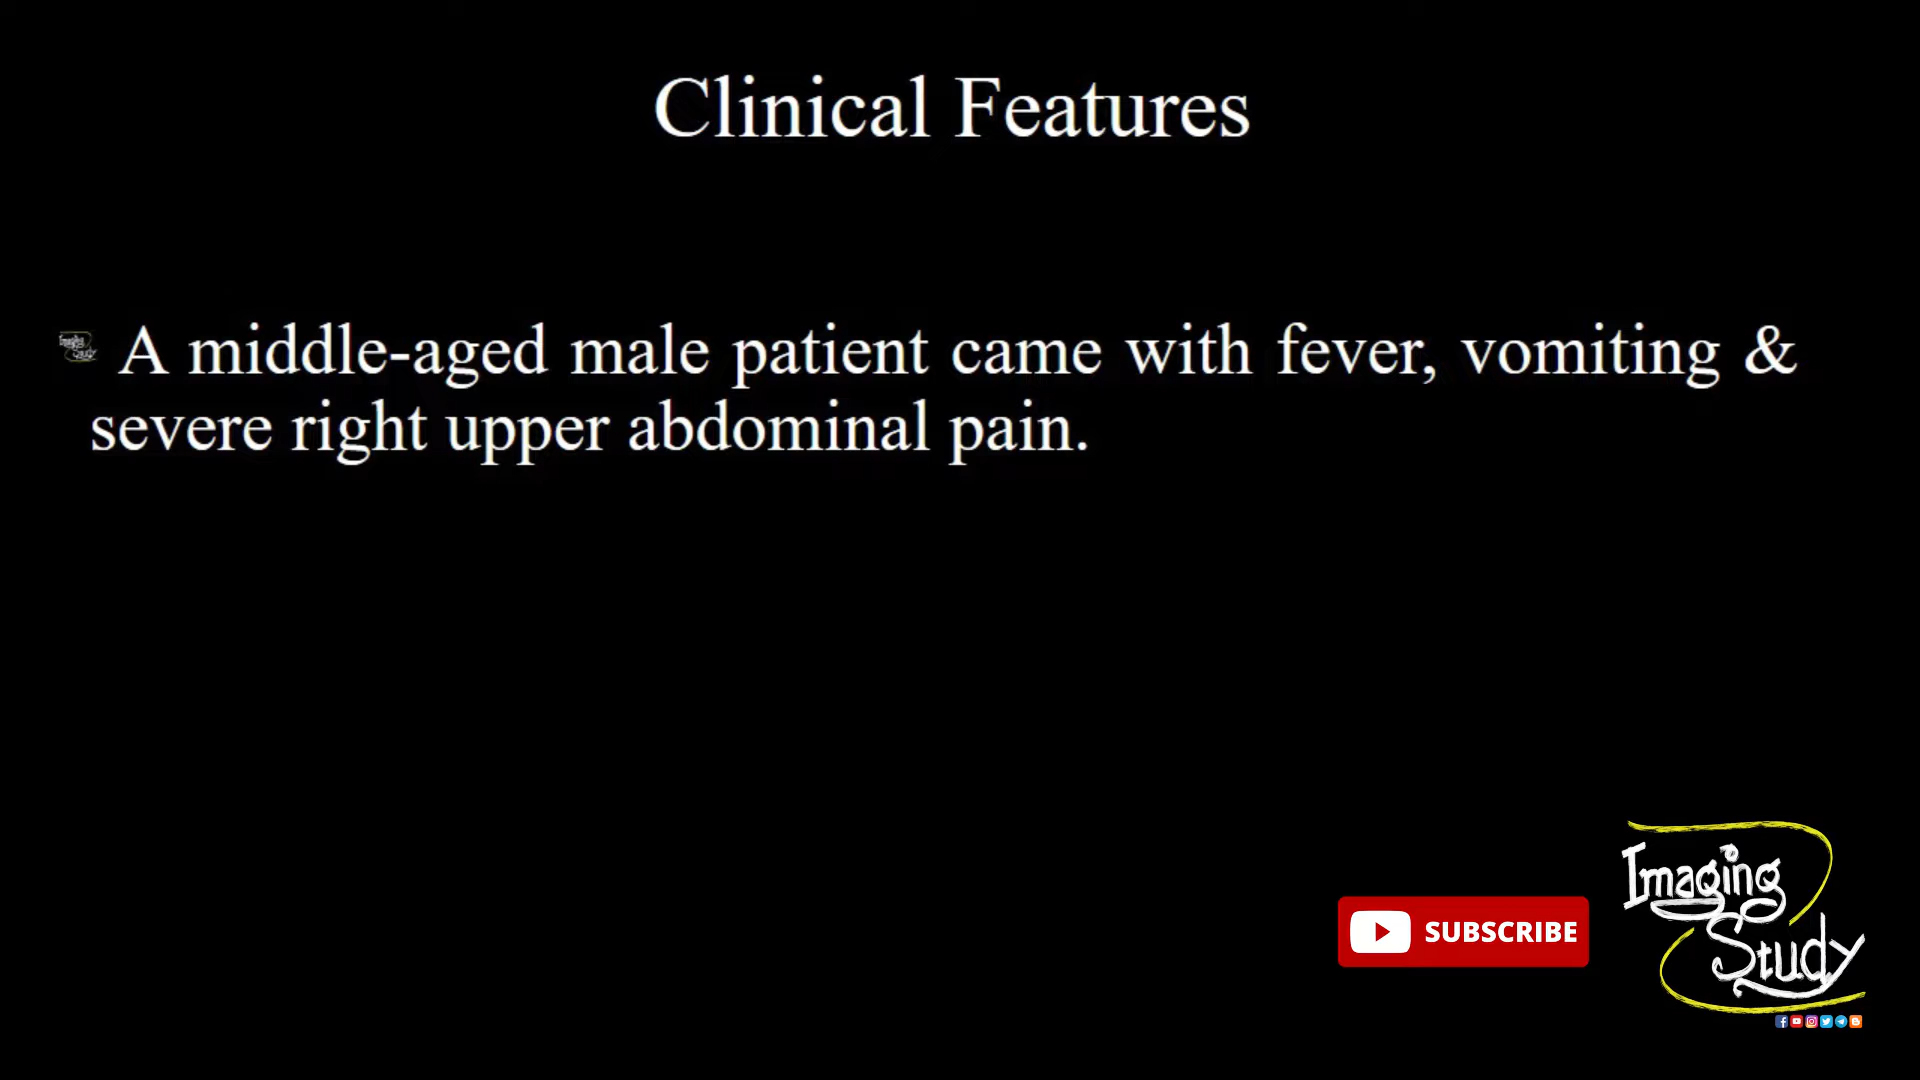 Clinical Features
A middle-aged male patient came with fever, vomiting &
severe right upper abdominal pain.
SUBSCRIBE
Imaging
Study